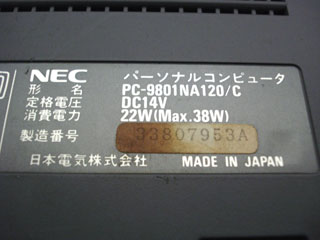 NEC パーソナルコンピュータ
形名 PC-9801NA120/C
定格電圧 DC14V
消費電力 22W(Max.38W)
製造番号 33807953A
日本電気株式会社 MADE IN JAPAN